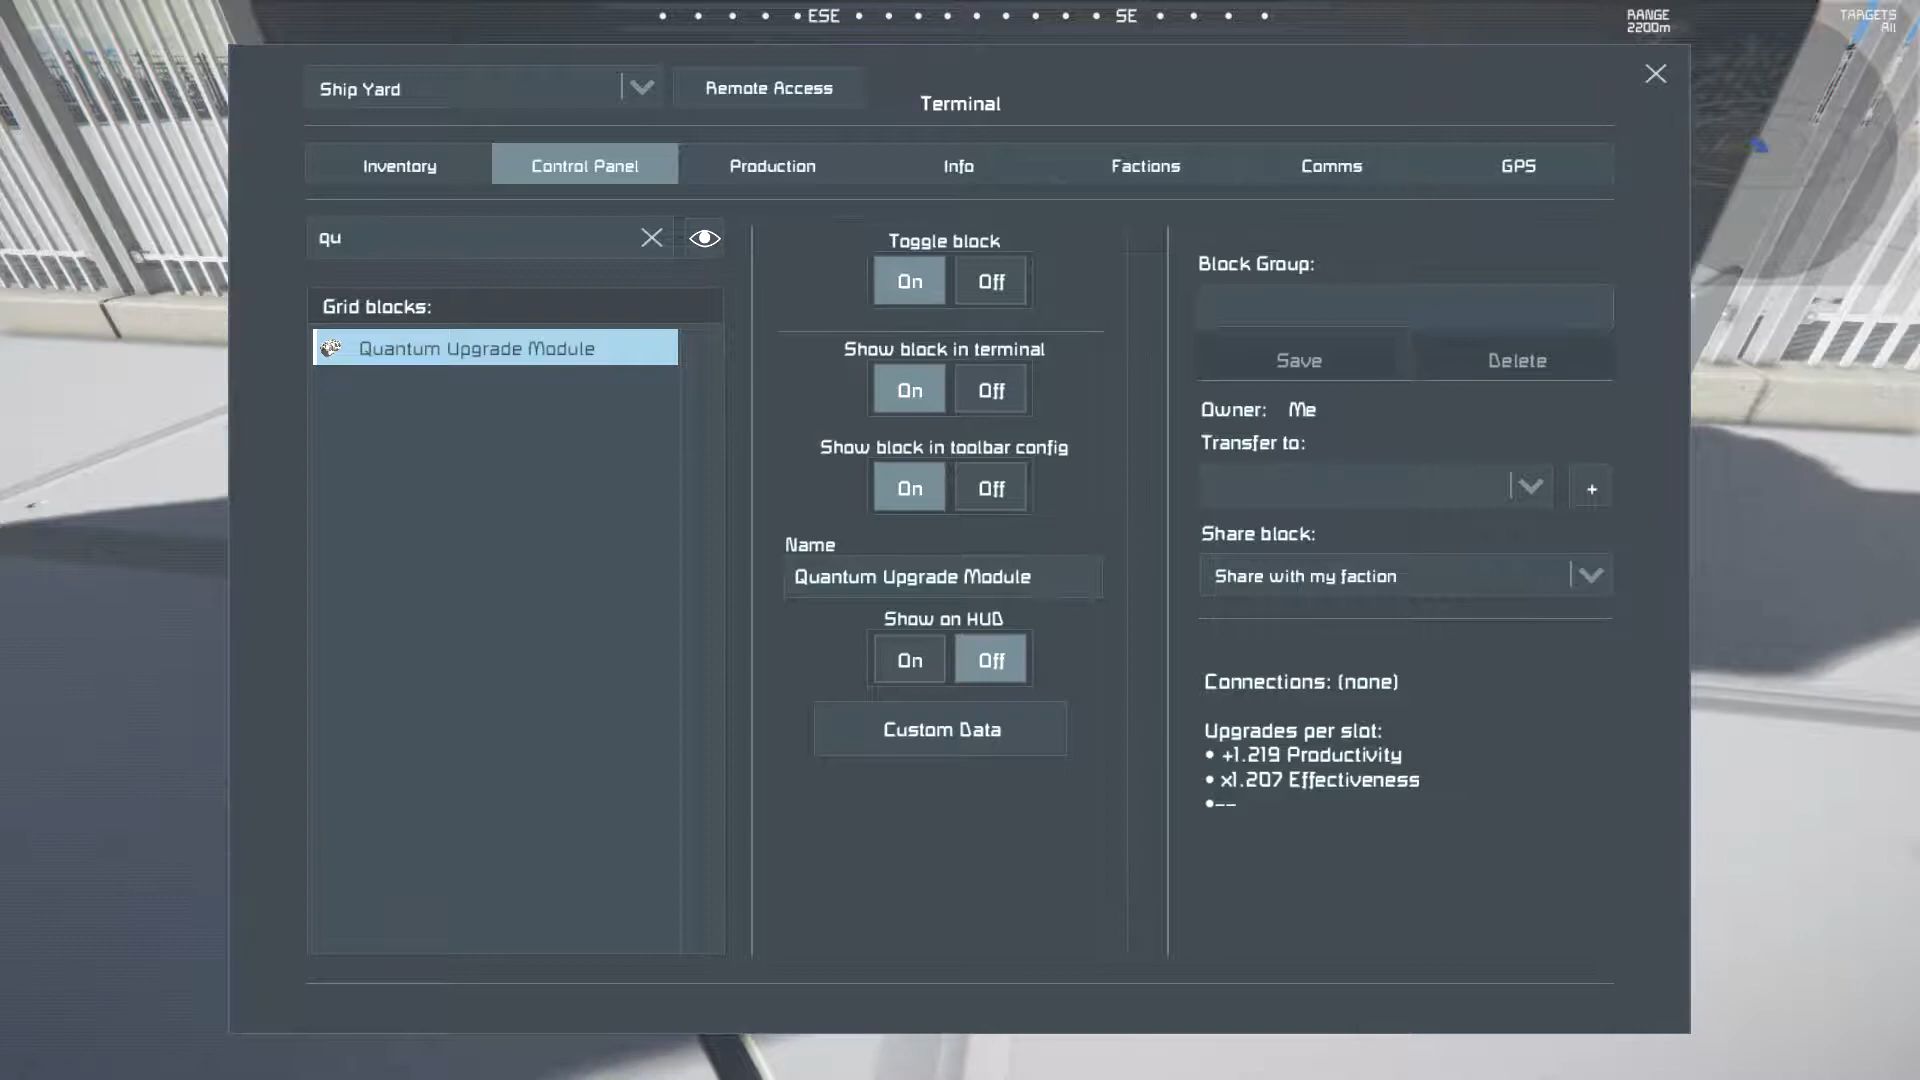 ESE SE
RANGE
2200m
TARGETS
All
Ship Yard
Remote Access
Terminal
Inventory Control Panel Production Info Factions Comms GPS
qu
Grid blocks:
Quantum Upgrade Module
Toggle block
On Off
Show block in terminal
On Off
Show block in toolbar config
On Off
Name
Quantum Upgrade Module
Show on HUD
On Off
Custom Data
Block Group:
Save Delete
Owner: Me
Transfer to:
+
Share block:
Share with my faction
Connections: (none)
Upgrades per slot:
• +1.219 Productivity
• x1.207 Effectiveness
•--